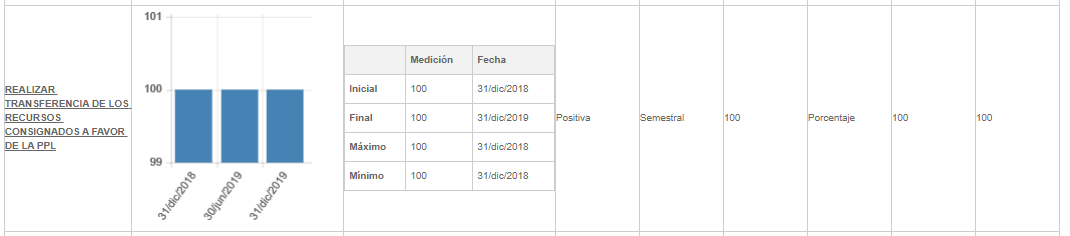 REALIZAR
TRANSFERENCIA DE LOS
RECURSOS
CONSIGNADOS A FAVOR
DE LA PPL
101
100
99
31/dic/2018
30/jun/2019
31/dic/2019
Medición Fecha
Inicial 100 31/dic/2018
Final 100 31/dic/2019
Máximo 100 31/dic/2018
Mínimo 100 31/dic/2018
Positiva Semestral 100 Porcentaje 100 100